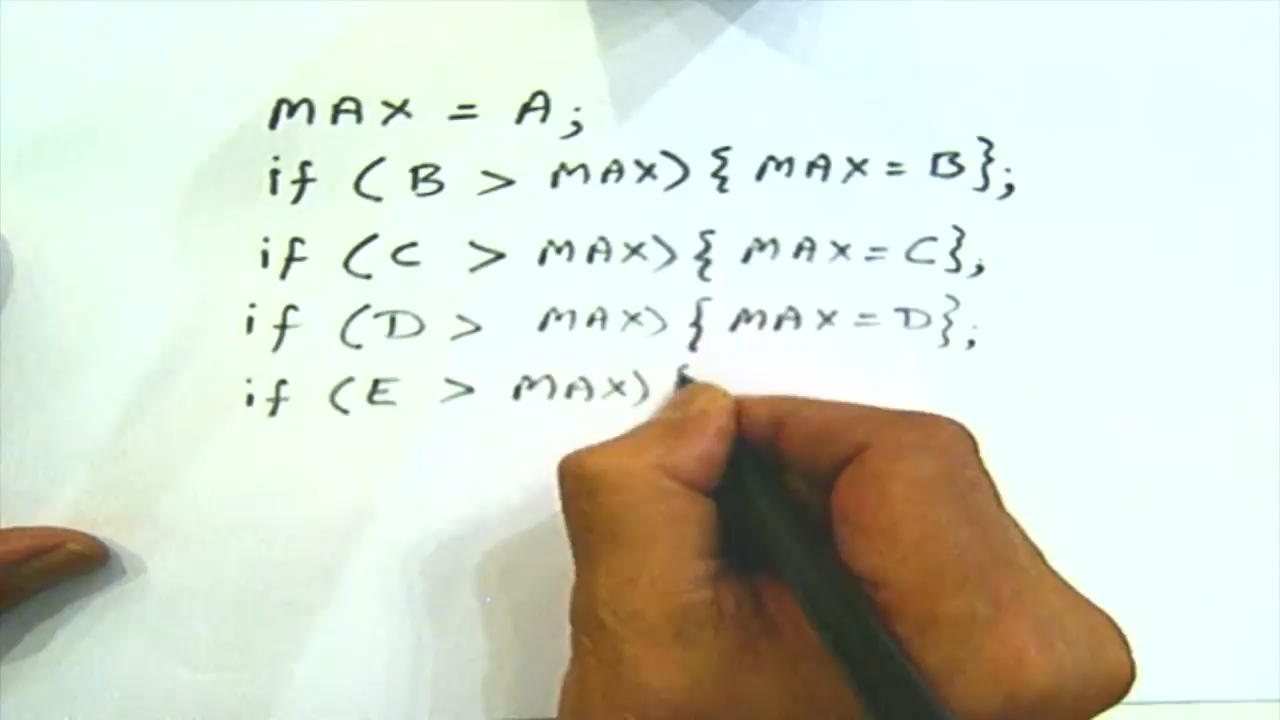 MAX = A;
if (B > MAX) { MAX = B};
if (C > MAX) { MAX = C};
if (D > MAX) { MAX = D};
if (E > MAX) {